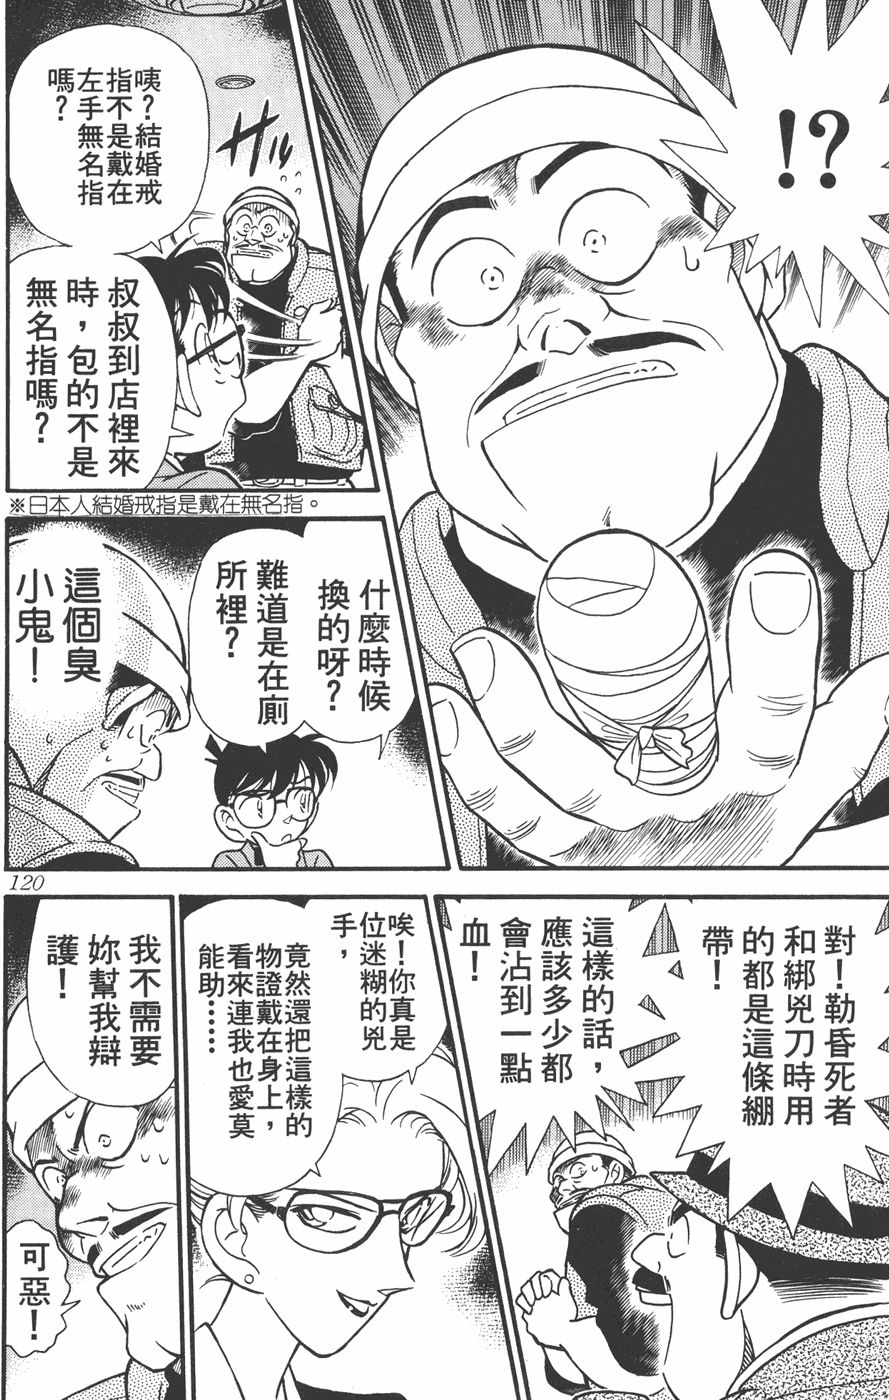 !?
咦？結婚戒
指不是戴在
左手無名指
嗎？
叔叔到店裡來
時，包的不是
無名指嗎？
※日本人結婚戒指是戴在無名指。
什麼時候
換的呀？
難道是在廁
所裡？
這個臭
小鬼！
120
對！勒昏死者
和綁兇刀時用
的都是這條繃
帶！
這樣的話，
應該多少都
會沾到一點
血！
唉！你真是
位迷糊的兇
手，
竟然還把這樣的
物證戴在身上，
看來連我也愛莫
能助……
我不需要
妳幫我辯
護！
可惡！